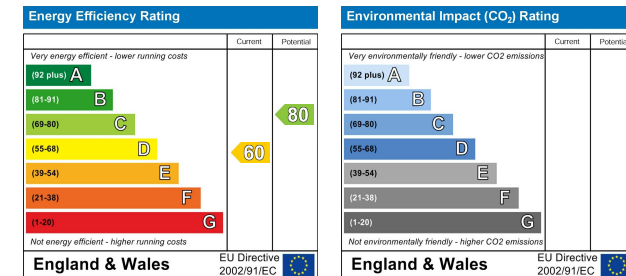 Energy Efficiency Rating
Current Potential
Very energy efficient - lower running costs
(92 plus) A
(81-91) B
(69-80) C
(55-68) D
(39-54) E
(21-38) F
(1-20) G
60
80
Not energy efficient - higher running costs
England & Wales
EU Directive
2002/91/EC
Environmental Impact (CO₂) Rating
Current Potential
Very environmentally friendly - lower CO2 emissions
(92 plus) A
(81-91) B
(69-80) C
(55-68) D
(39-54) E
(21-38) F
(1-20) G
Not environmentally friendly - higher CO2 emissions
England & Wales
EU Directive
2002/91/EC